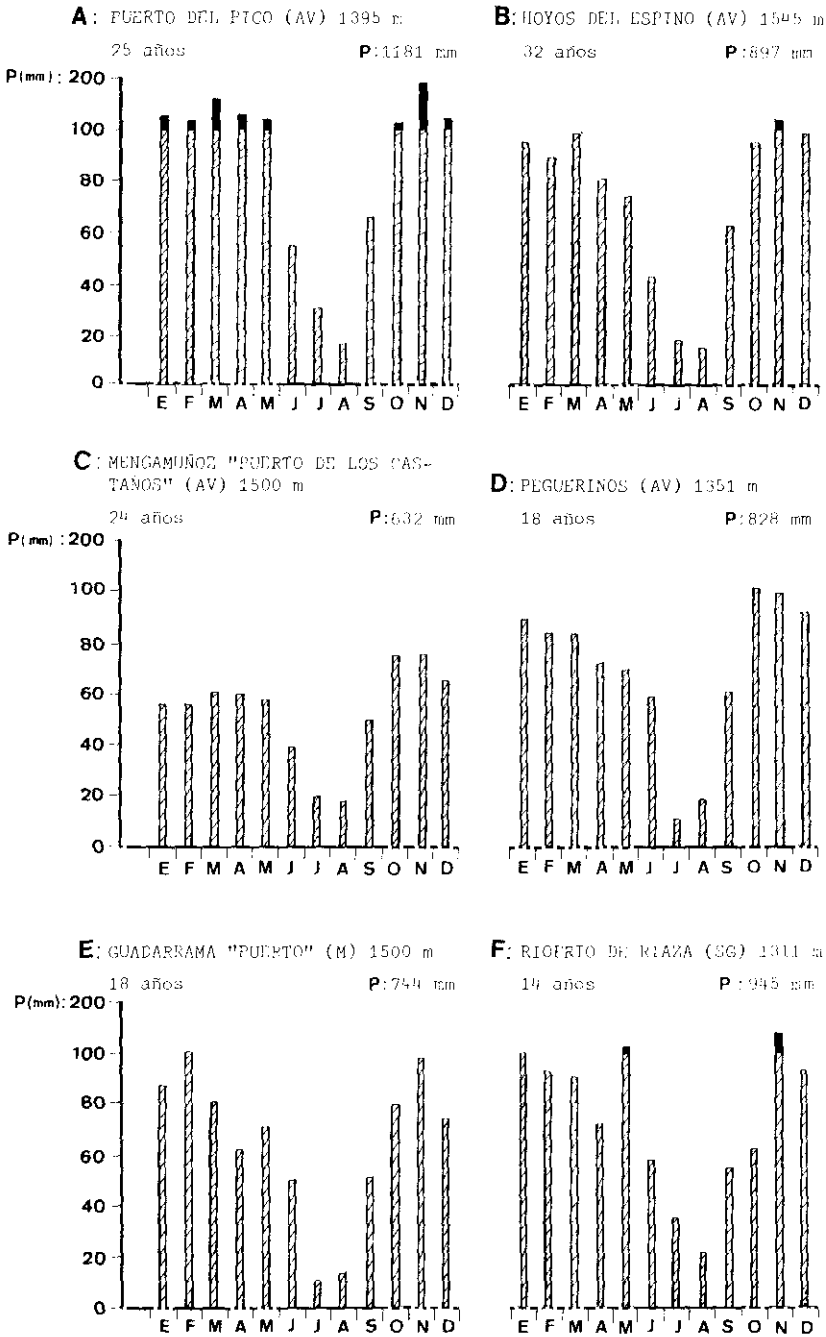 A: PUERTO DEL PICO (AV) 1395 m
25 años P:1181 mm
P(mm): 200
100
80
60
40
20
0
E F M A M J J A S O N D
B: HOYOS DEL ESPINO (AV) 1545 m
32 años P:897 mm
E F M A M J J A S O N D
C: MENGAMUÑOZ "PUERTO DE LOS CAS-
TAÑOS" (AV) 1500 m
24 años P:632 mm
P(mm): 200
100
80
60
40
20
0
E F M A M J J A S O N D
D: PEGUERINOS (AV) 1351 m
18 años P:828 mm
E F M A M J J A S O N D
E: GUADARRAMA "PUERTO" (M) 1500 m
18 años P:744 mm
P(mm): 200
100
80
60
40
20
0
E F M A M J J A S O N D
F: RIOFRIO DE RIAZA (SG) 1311 m
14 años P:945 mm
E F M A M J J A S O N D